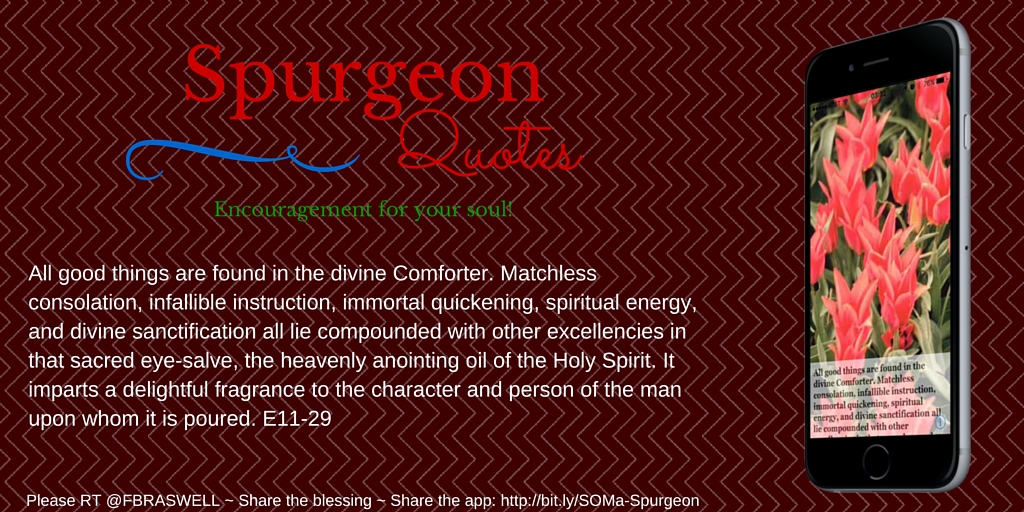 Spurgeon
Quotes
Encouragement for your soul!
All good things are found in the divine Comforter. Matchless
consolation, infallible instruction, immortal quickening, spiritual energy,
and divine sanctification all lie compounded with other excellencies in
that sacred eye-salve, the heavenly anointing oil of the Holy Spirit. It
imparts a delightful fragrance to the character and person of the man
upon whom it is poured. E11-29
Please RT @FBRASWELL ~ Share the blessing ~ Share the app: http://bit.ly/SOMa-Spurgeon
76%
All good things are found in the
divine Comforter. Matchless
consolation, infallible instruction,
immortal quickening, spiritual
energy, and divine sanctification all
lie compounded with other